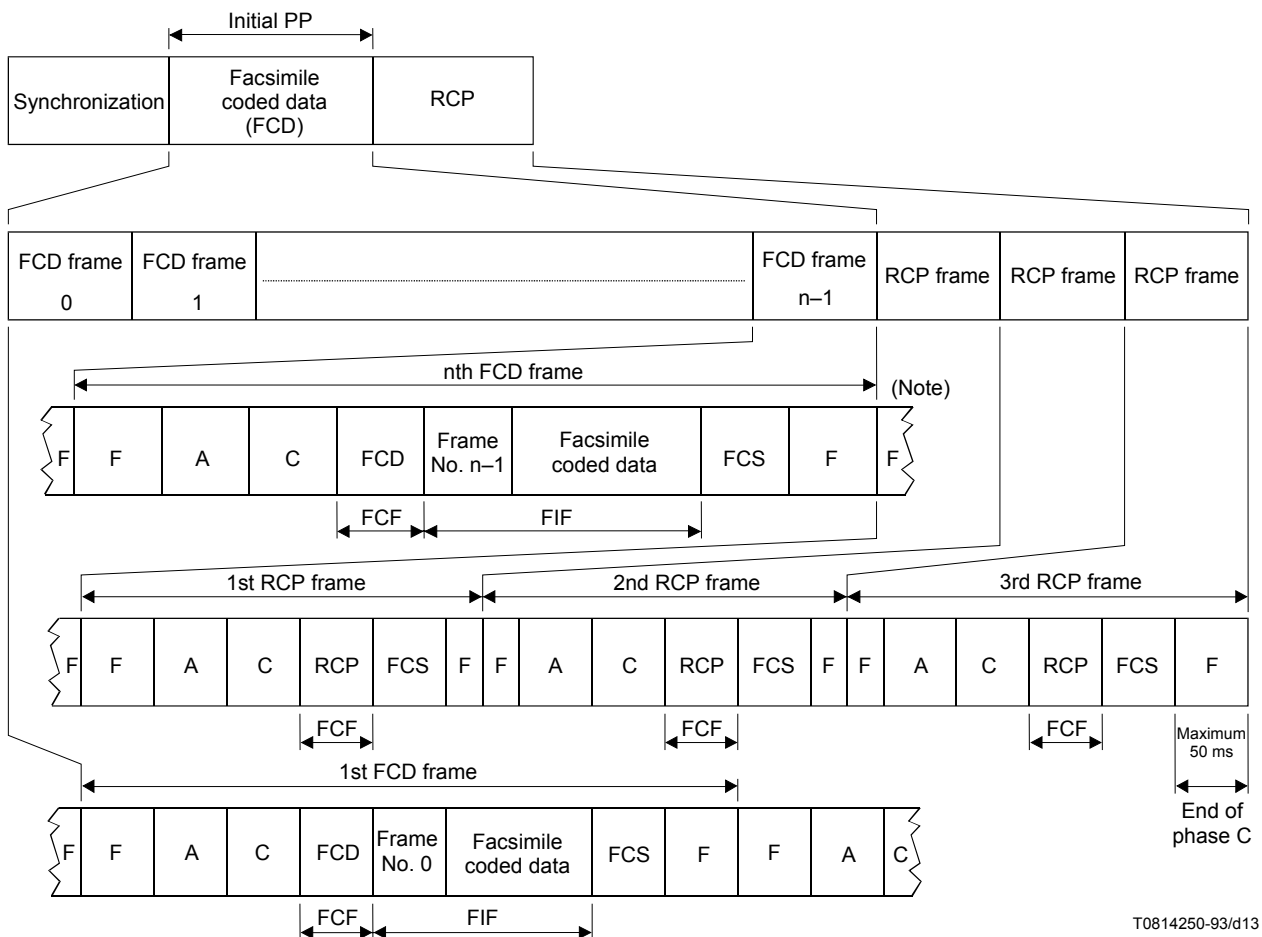 Initial PP
Synchronization
Facsimile
coded data
(FCD)
RCP
FCD frame
0
FCD frame
1
FCD frame
n–1
RCP frame
RCP frame
RCP frame
nth FCD frame
(Note)
F
F
A
C
FCD
Frame
No. n–1
Facsimile
coded data
FCS
F
F
FCF
FIF
1st RCP frame
2nd RCP frame
3rd RCP frame
F
F
A
C
RCP
FCS
F
F
A
C
RCP
FCS
F
F
A
C
RCP
FCS
F
FCF
FCF
FCF
Maximum
50 ms
End of
phase C
1st FCD frame
F
F
A
C
FCD
Frame
No. 0
Facsimile
coded data
FCS
F
F
A
C
FCF
FIF
T0814250-93/d13